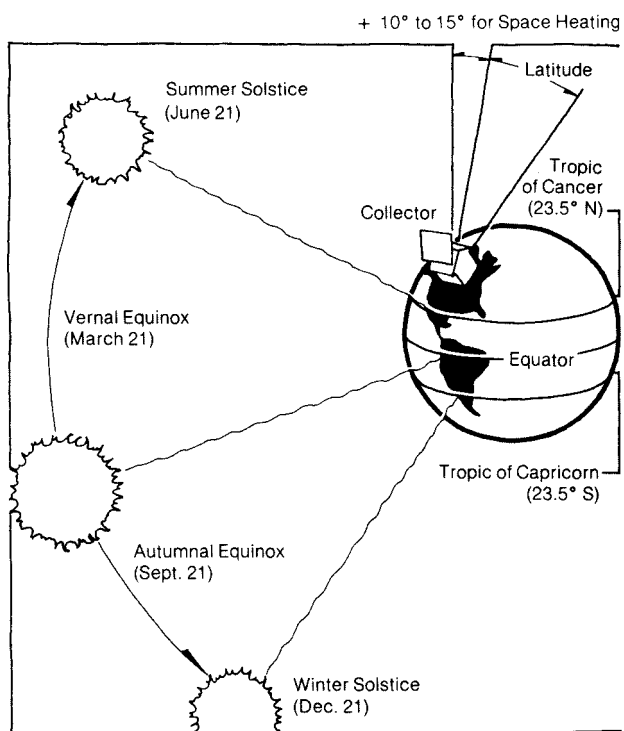 + 10° to 15° for Space Heating
Latitude
Summer Solstice
(June 21)
Tropic
of Cancer
(23.5° N)
Collector
Vernal Equinox
(March 21)
Equator
Tropic of Capricorn
(23.5° S)
Autumnal Equinox
(Sept. 21)
Winter Solstice
(Dec. 21)